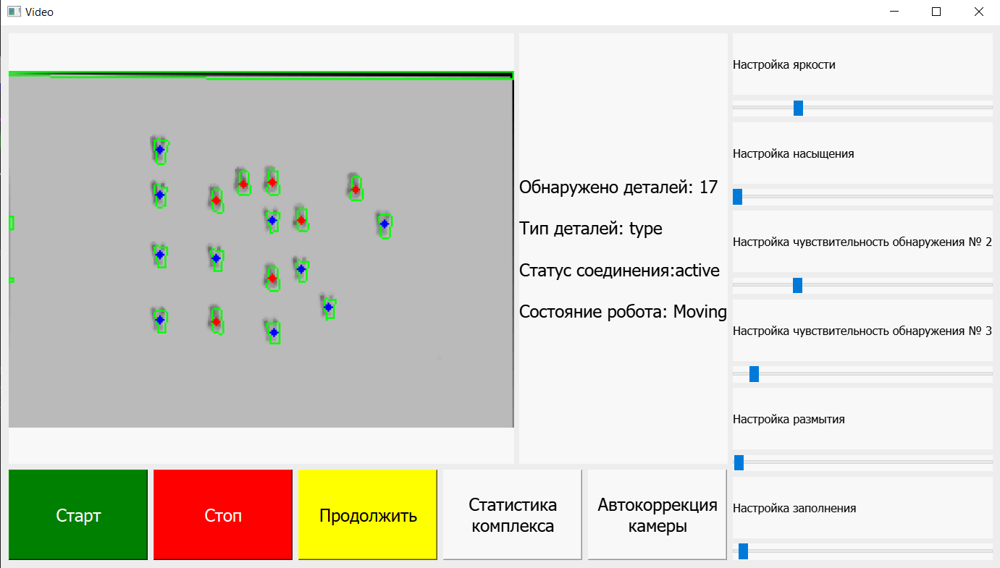 Video
Обнаружено деталей: 17
Тип деталей: type
Статус соединения:active
Состояние робота: Moving
Настройка яркости
Настройка насыщения
Настройка чувствительность обнаружения № 2
Настройка чувствительность обнаружения № 3
Настройка размытия
Настройка заполнения
Старт
Стоп
Продолжить
Статистика
комплекса
Автокоррекция
камеры